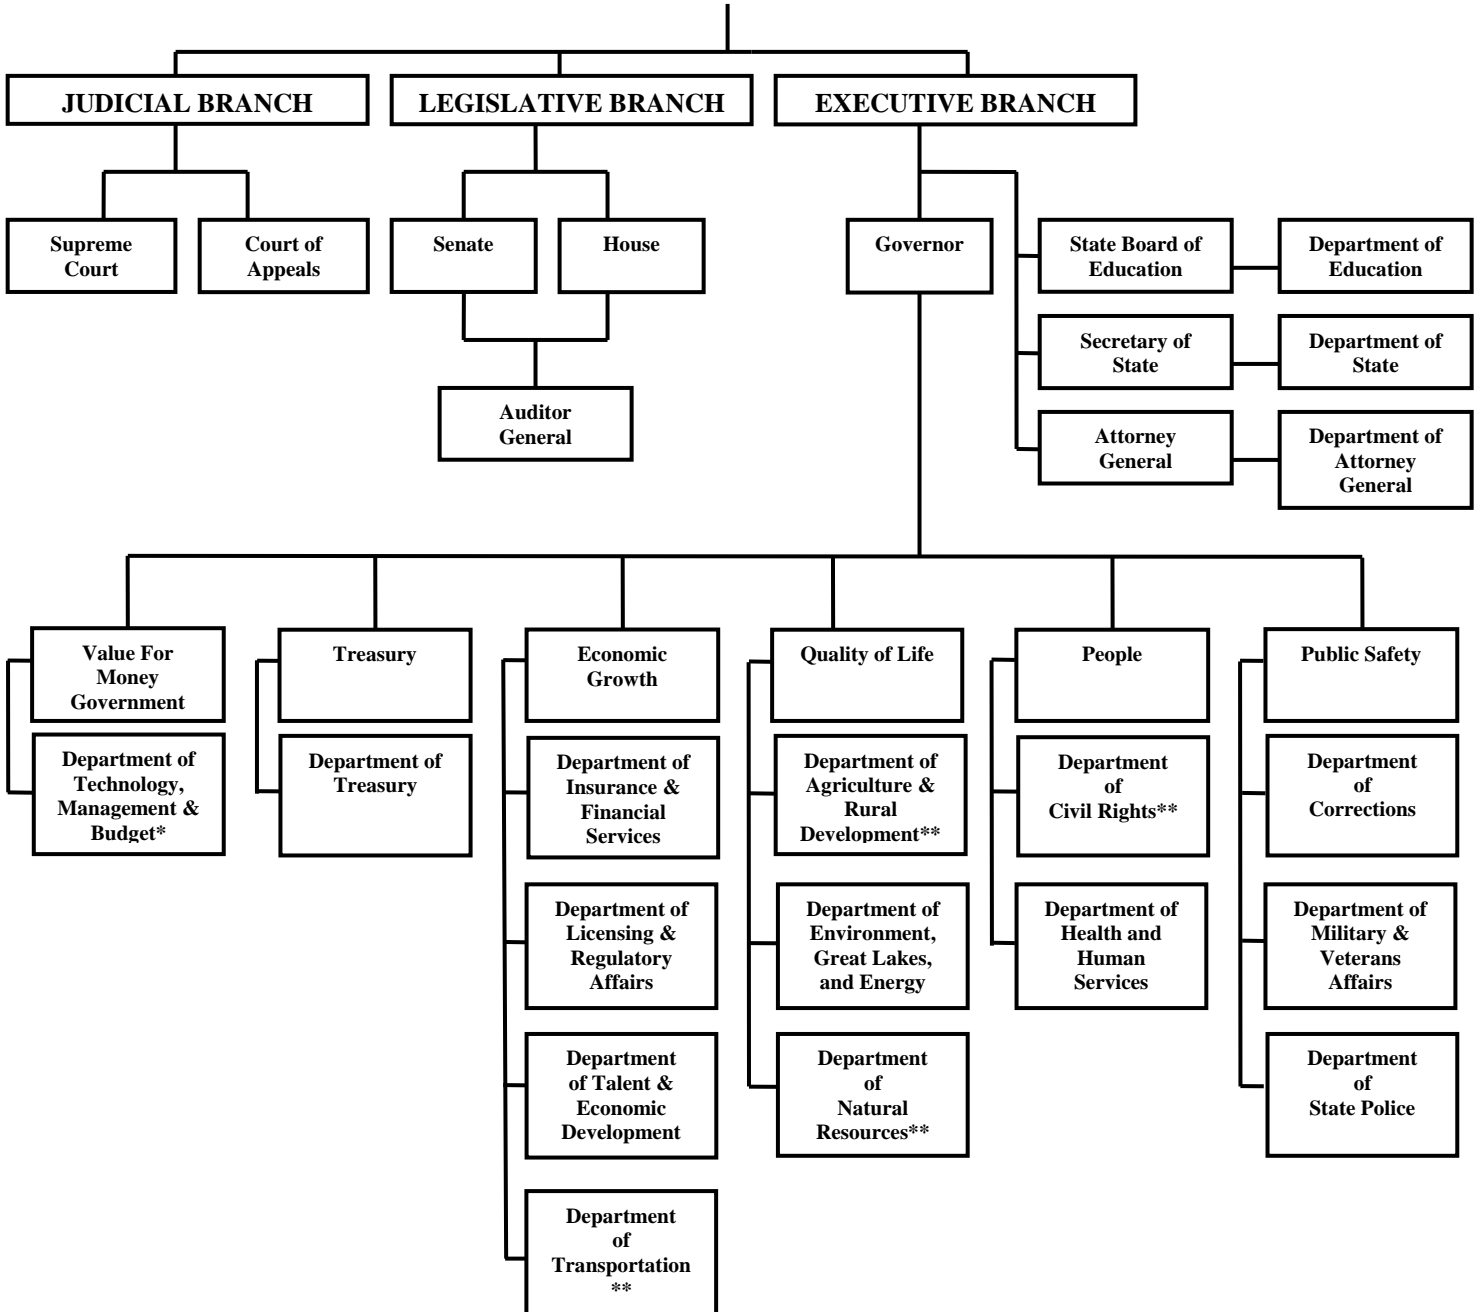 JUDICIAL BRANCH
LEGISLATIVE BRANCH
EXECUTIVE BRANCH
Supreme
Court
Court of
Appeals
Senate
House
Governor
State Board of
Education
Department of
Education
Secretary of
State
Department of
State
Auditor
General
Attorney
General
Department of
Attorney
General
Value For
Money
Government
Treasury
Economic
Growth
Quality of Life
People
Public Safety
Department of
Technology,
Management &
Budget*
Department of
Treasury
Department of
Insurance &
Financial
Services
Department of
Agriculture &
Rural
Development**
Department
of
Civil Rights**
Department
of
Corrections
Department of
Licensing &
Regulatory
Affairs
Department of
Environment,
Great Lakes,
and Energy
Department of
Health and
Human
Services
Department of
Military &
Veterans
Affairs
Department
of Talent &
Economic
Development
Department
of
Natural
Resources**
Department
of
State Police
Department
of
Transportation
**